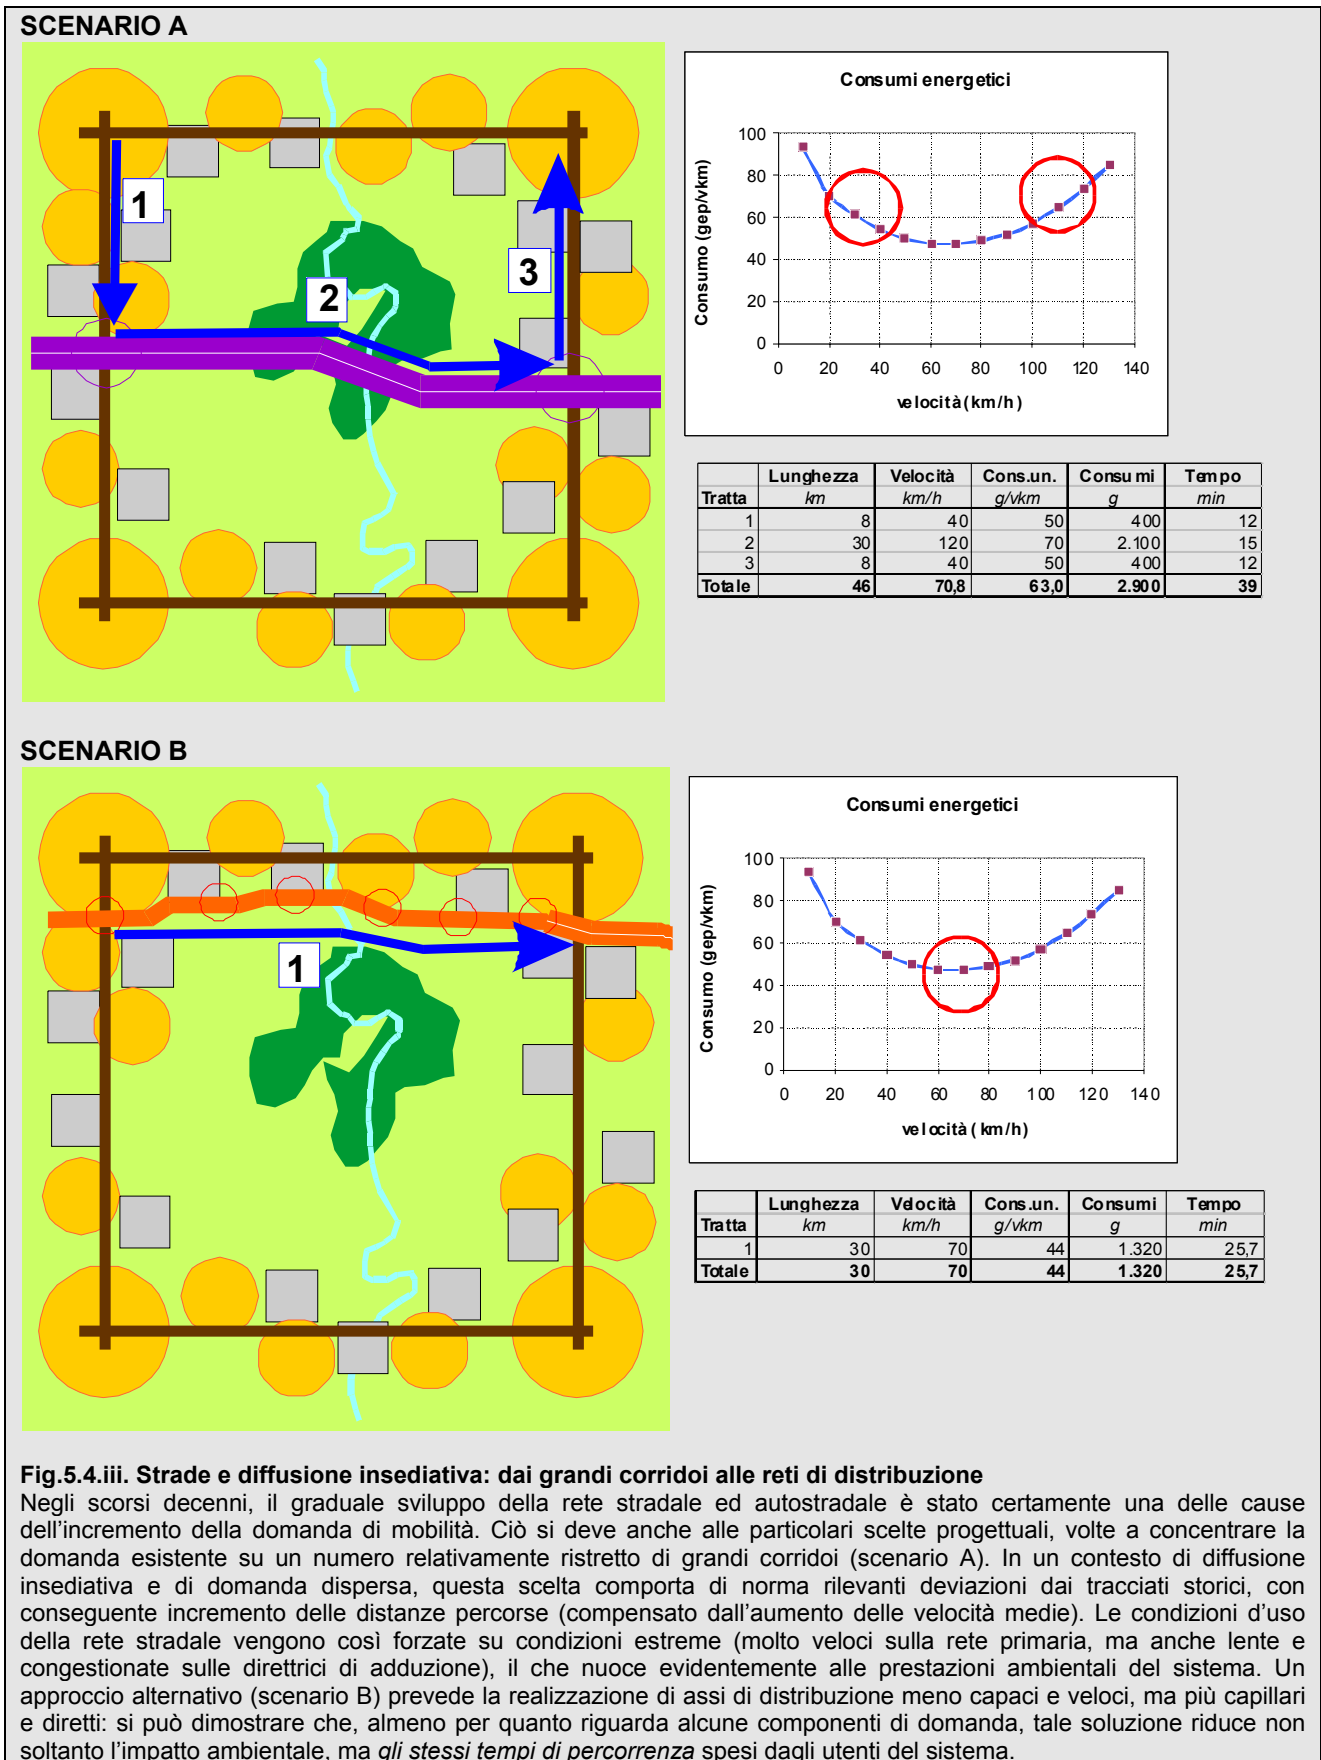 SCENARIO A
1
2
3
Consumi energetici
Consumo (gep/vkm)
100
80
60
40
20
0
0 20 40 60 80 100 120 140
velocità (km/h)
Lunghezza Velocità Cons.un. Consumi Tempo
Tratta km km/h g/vkm g min
1 8 40 50 400 12
2 30 120 70 2.100 15
3 8 40 50 400 12
Totale 46 70,8 63,0 2.900 39
SCENARIO B
1
Consumi energetici
Consumo (gep/vkm)
100
80
60
40
20
0
0 20 40 60 80 100 120 140
velocità (km/h)
Lunghezza Velocità Cons.un. Consumi Tempo
Tratta km km/h g/vkm g min
1 30 70 44 1.320 25,7
Totale 30 70 44 1.320 25,7
Fig.5.4.iii. Strade e diffusione insediativa: dai grandi corridoi alle reti di distribuzione
Negli scorsi decenni, il graduale sviluppo della rete stradale ed autostradale è stato certamente una delle cause
dell'incremento della domanda di mobilità. Ciò si deve anche alle particolari scelte progettuali, volte a concentrare la
domanda esistente su un numero relativamente ristretto di grandi corridoi (scenario A). In un contesto di diffusione
insediativa e di domanda dispersa, questa scelta comporta di norma rilevanti deviazioni dai tracciati storici, con
conseguente incremento delle distanze percorse (compensato dall'aumento delle velocità medie). Le condizioni d'uso
della rete stradale vengono così forzate su condizioni estreme (molto veloci sulla rete primaria, ma anche lente e
congestionate sulle direttrici di adduzione), il che nuoce evidentemente alle prestazioni ambientali del sistema. Un
approccio alternativo (scenario B) prevede la realizzazione di assi di distribuzione meno capaci e veloci, ma più capillari
e diretti: si può dimostrare che, almeno per quanto riguarda alcune componenti di domanda, tale soluzione riduce non
soltanto l'impatto ambientale, ma gli stessi tempi di percorrenza spesi dagli utenti del sistema.